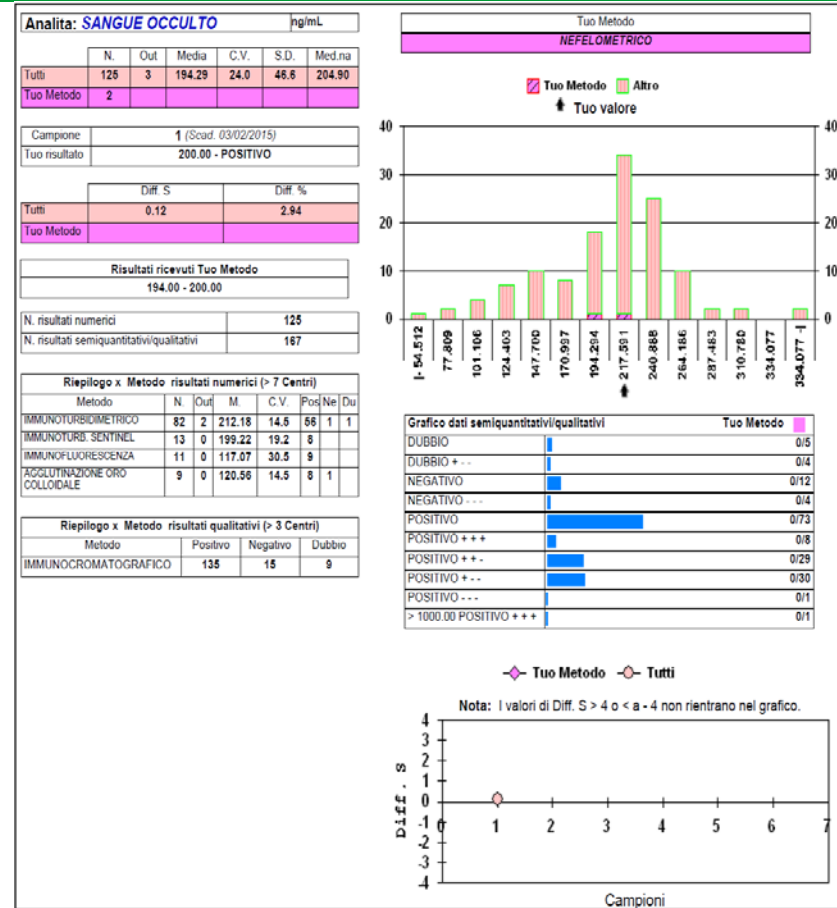 Analita: SANGUE OCCULTO ng/mL
N. Out Media C.V. S.D. Med.na
Tutti 125 3 194.29 24.0 46.6 204.90
Tuo Metodo 2
Campione 1 (Scad. 03/02/2015)
Tuo risultato 200.00 - POSITIVO
Diff. S Diff. %
Tutti 0.12 2.94
Tuo Metodo
Risultati ricevuti Tuo Metodo
194.00 - 200.00
N. risultati numerici 125
N. risultati semiquantitativi/qualitativi 167
Riepilogo x Metodo risultati numerici (> 7 Centri)
Metodo N. Out M. C.V. Pos Ne Du
IMMUNOTURBIDIMETRICO 82 2 212.18 14.5 56 1 1
IMMUNOTURB. SENTINEL 13 0 199.22 19.2 8
IMMUNOFLUORESCENZA 11 0 117.07 30.5 9
AGGLUTINAZIONE ORO
COLLOIDALE 9 0 120.56 14.5 8 1
Riepilogo x Metodo risultati qualitativi (> 3 Centri)
Metodo Positivo Negativo Dubbio
IMMUNOCROMATOGRAFICO 135 15 9
Tuo Metodo
NEFELOMETRICO
Tuo Metodo Altro
Tuo valore
40 40
30 30
20 20
10 10
0 0
I- 54.512
77.809
101.106
124.403
147.700
170.997
194.294
217.591
240.888
264.186
287.483
310.780
334.077
334.077 -I
Grafico dati semiquantitativi/qualitativi Tuo Metodo
DUBBIO 0/5
DUBBIO + - - 0/4
NEGATIVO 0/12
NEGATIVO - - - 0/4
POSITIVO 0/73
POSITIVO + + + 0/8
POSITIVO + + - 0/29
POSITIVO + - - 0/30
POSITIVO - - - 0/1
> 1000.00 POSITIVO + + + 0/1
Tuo Metodo Tutti
Nota: I valori di Diff. S > 4 o < a - 4 non rientrano nel grafico.
Diff. S
4
3
2
1
0
-1
-2
-3
-4
0 1 2 3 4 5 6 7
Campioni